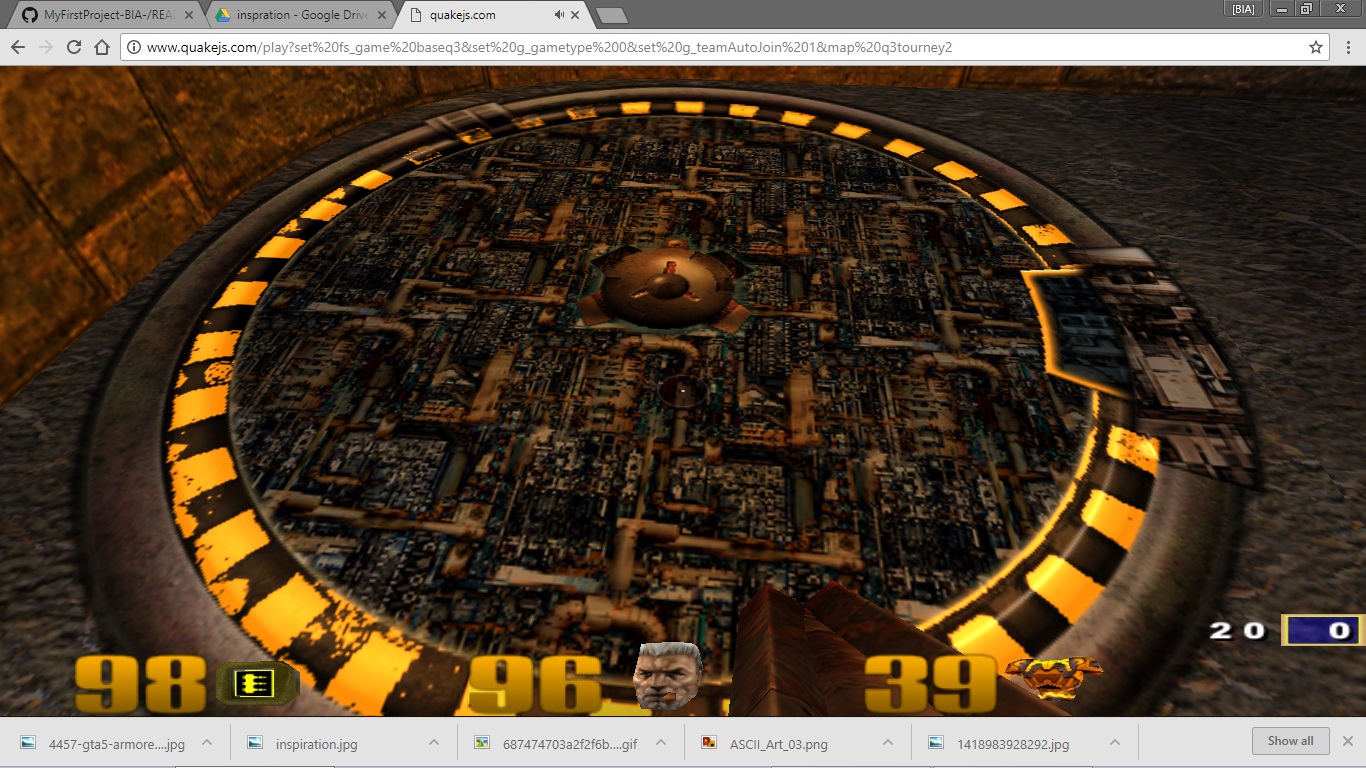 MyFirstProject-BIA-/REA
inspration - Google Drive
quakejs.com
[BIA]
www.quakejs.com/play?set%20fs_game%20baseq3&set%20g_gametype%200&set%20g_teamAutoJoin%201&map%20q3tourney2
20 0
98 96 39
4457-gta5-armore....jpg
inspiration.jpg
687474703a2f2f6b....gif
ASCII_Art_03.png
1418983928292.jpg
Show all